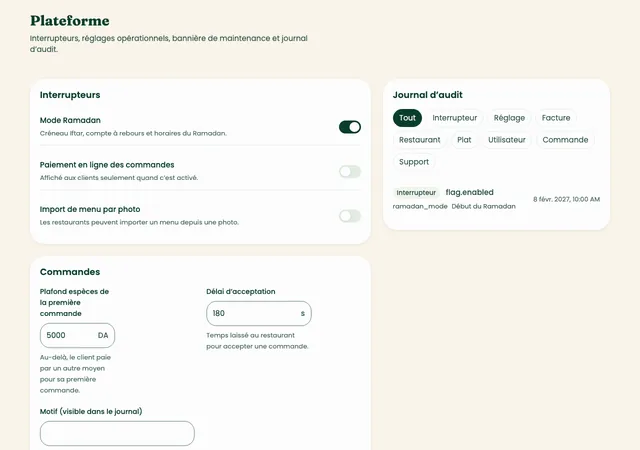 Plateforme
Interrupteurs, réglages opérationnels, bannière de maintenance et journal
d’audit.
Interrupteurs
Mode Ramadan
Créneau Iftar, compte à rebours et horaires du Ramadan.
Paiement en ligne des commandes
Affiché aux clients seulement quand c’est activé.
Import de menu par photo
Les restaurants peuvent importer un menu depuis une photo.
Commandes
Plafond espèces de
la première
commande
5000 DA
Au-delà, le client paie
par un autre moyen
pour sa première
commande.
Délai d’acceptation
180 s
Temps laissé au restaurant
pour accepter une commande.
Motif (visible dans le journal)
Journal d’audit
Tout Interrupteur Réglage Facture
Restaurant Plat Utilisateur Commande
Support
Interrupteur flag.enabled
ramadan_mode Début du Ramadan
8 févr. 2027, 10:00 AM